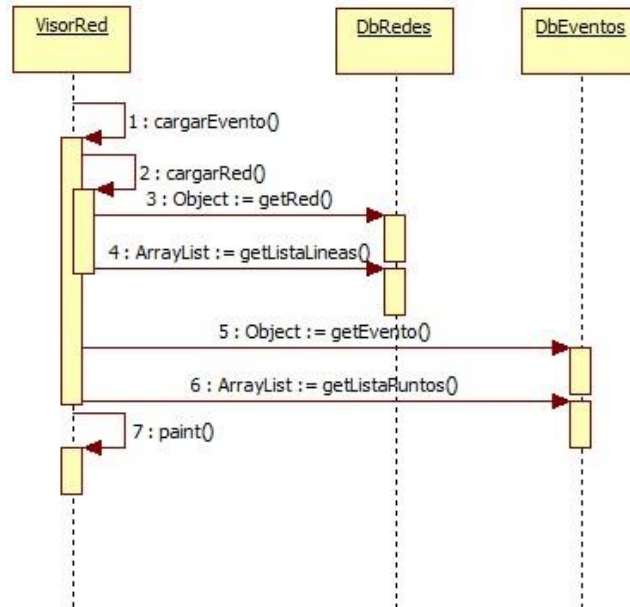 VisorRed
DbRedes
DbEventos
1 : cargarEvento()
2 : cargarRed()
3 : Object := getRed()
4 : ArrayList := getListaLineas()
5 : Object := getEvento()
6 : ArrayList := getListaPuntos()
7 : paint()